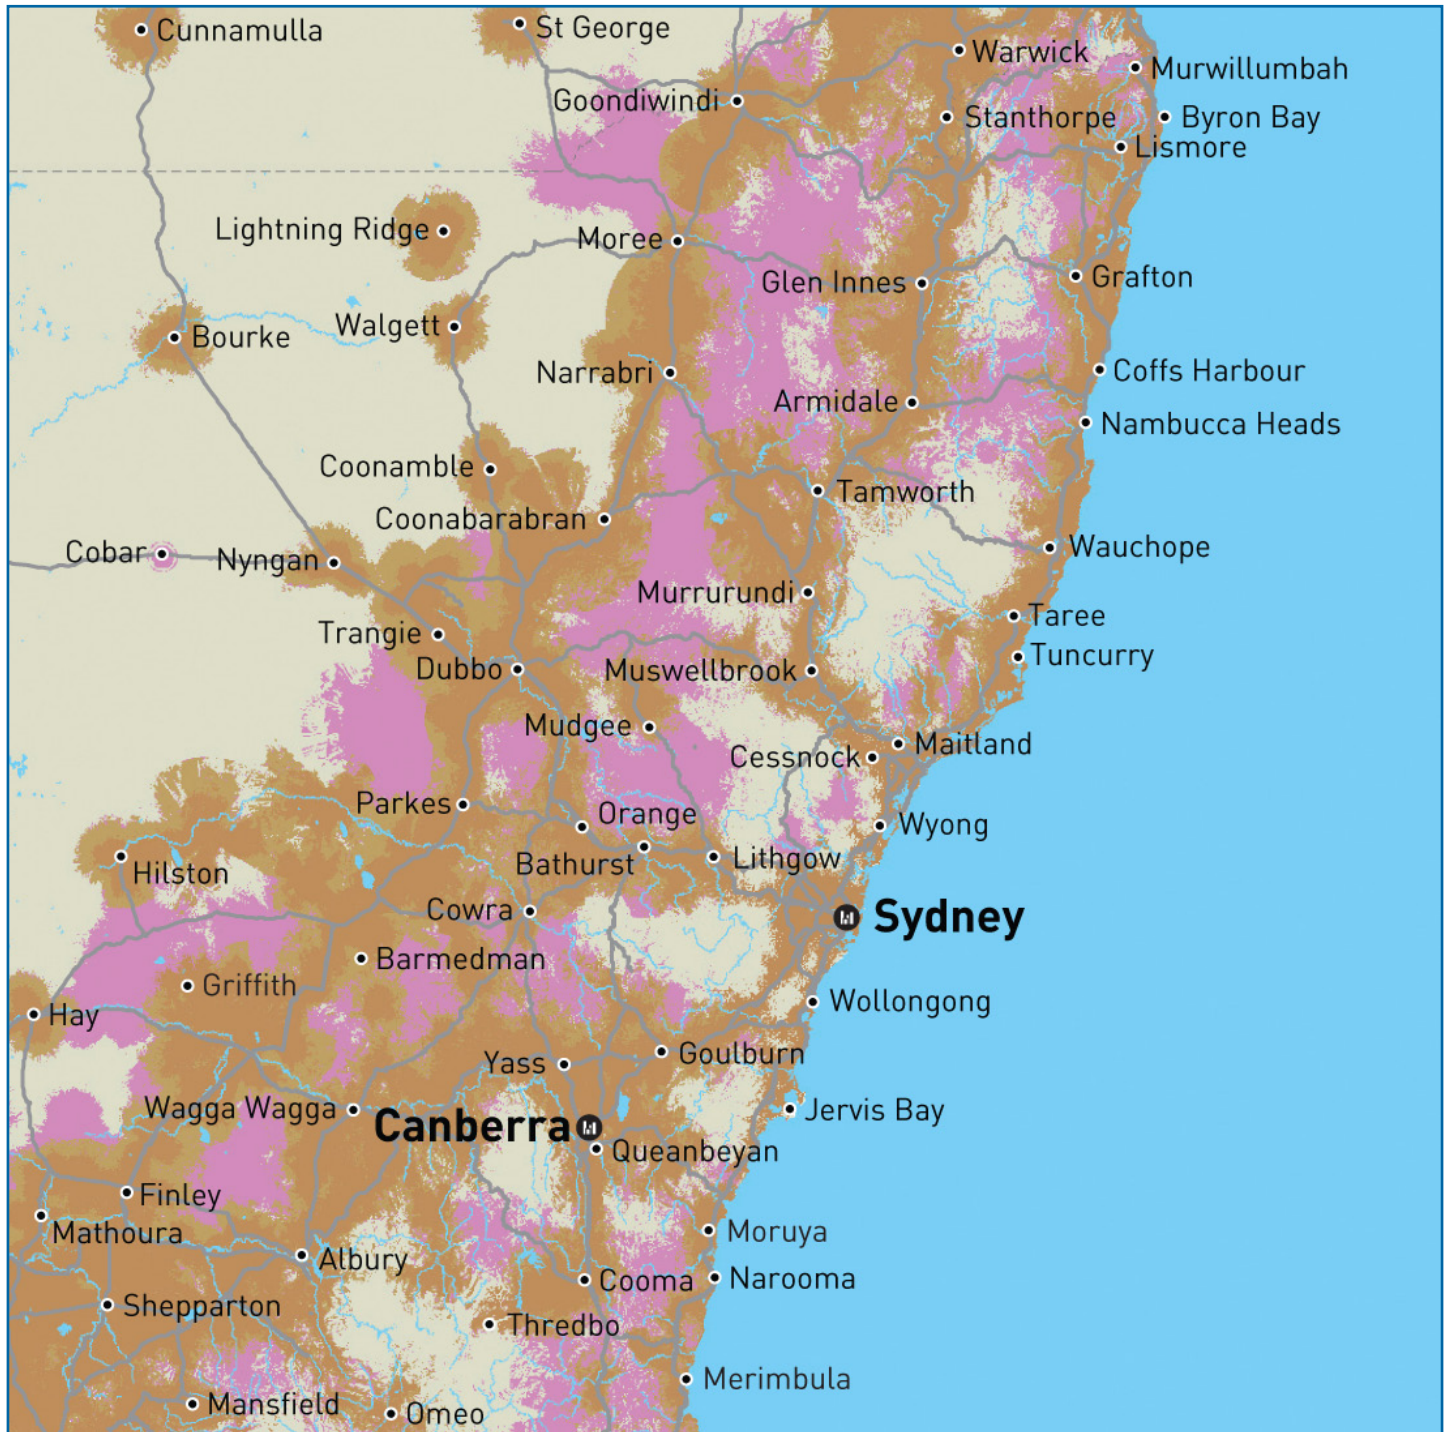 Cunnamulla
St George
Warwick
Murwillumbah
Goondiwindi
Stanthorpe
Byron Bay
Lismore
Lightning Ridge
Moree
Glen Innes
Grafton
Walgett
Bourke
Narrabri
Coffs Harbour
Armidale
Nambucca Heads
Coonamble
Tamworth
Coonabarabran
Cobar
Nyngan
Wauchope
Murrurundi
Taree
Trangie
Tuncurry
Dubbo
Muswellbrook
Mudgee
Maitland
Cessnock
Parkes
Orange
Wyong
Bathurst
Lithgow
Hilston
Cowra
Sydney
Barmedman
Griffith
Wollongong
Hay
Goulburn
Yass
Wagga Wagga
Jervis Bay
Canberra
Queanbeyan
Finley
Mathoura
Moruya
Albury
Cooma
Narooma
Shepparton
Thredbo
Merimbula
Mansfield
Omeo